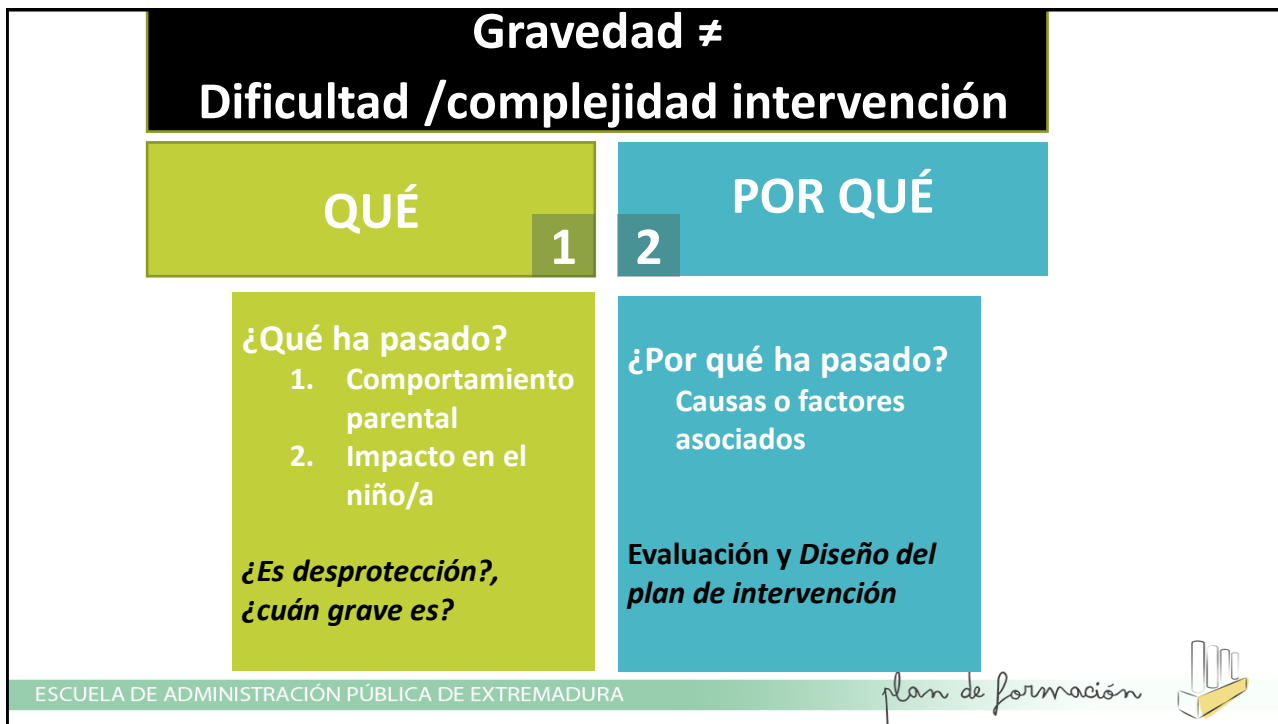 Gravedad ≠
Dificultad /complejidad intervención
QUÉ
1
¿Qué ha pasado?
1. Comportamiento
parental
2. Impacto en el
niño/a
¿Es desprotección?,
¿cuán grave es?
POR QUÉ
2
¿Por qué ha pasado?
Causas o factores
asociados
Evaluación y Diseño del
plan de intervención
ESCUELA DE ADMINISTRACIÓN PÚBLICA DE EXTREMADURA
plan de formación